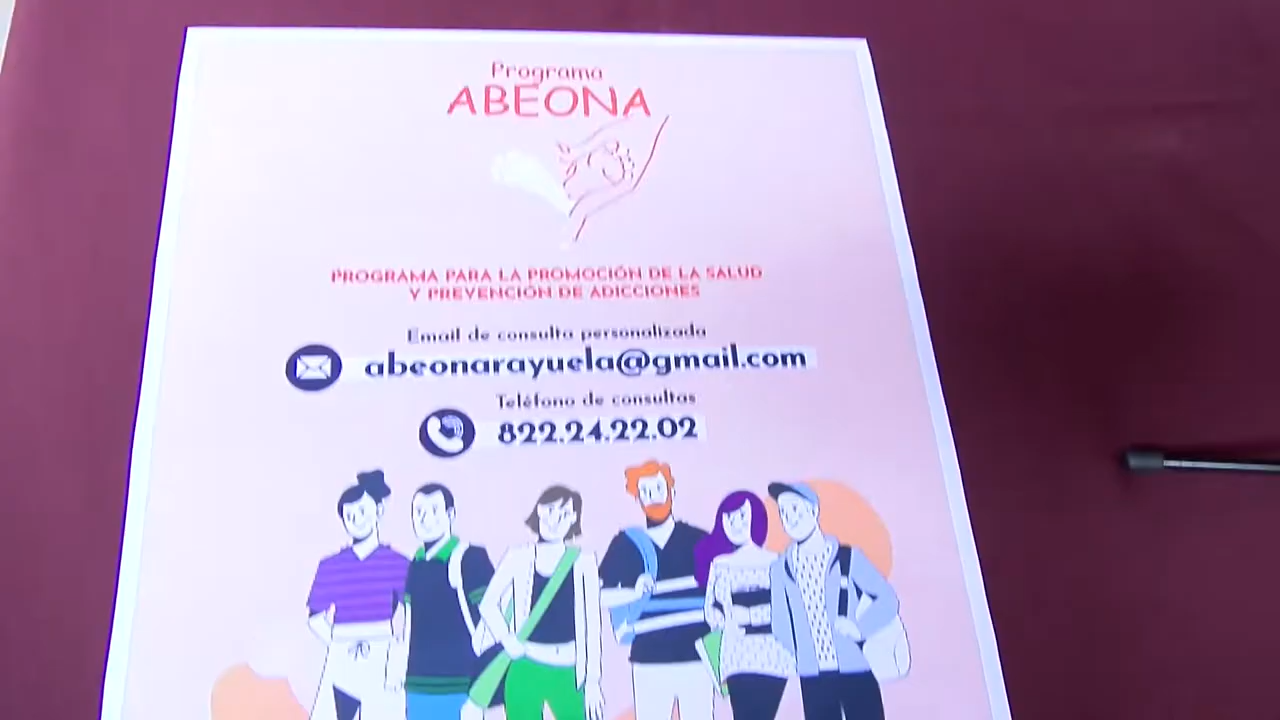 Programa
ABEONA
PROGRAMA PARA LA PROMOCIÓN DE LA SALUD
Y PREVENCIÓN DE ADICCIONES
Email de consulta personalizada
abeonarayuela@gmail.com
Teléfono de consultas
822.24.22.02